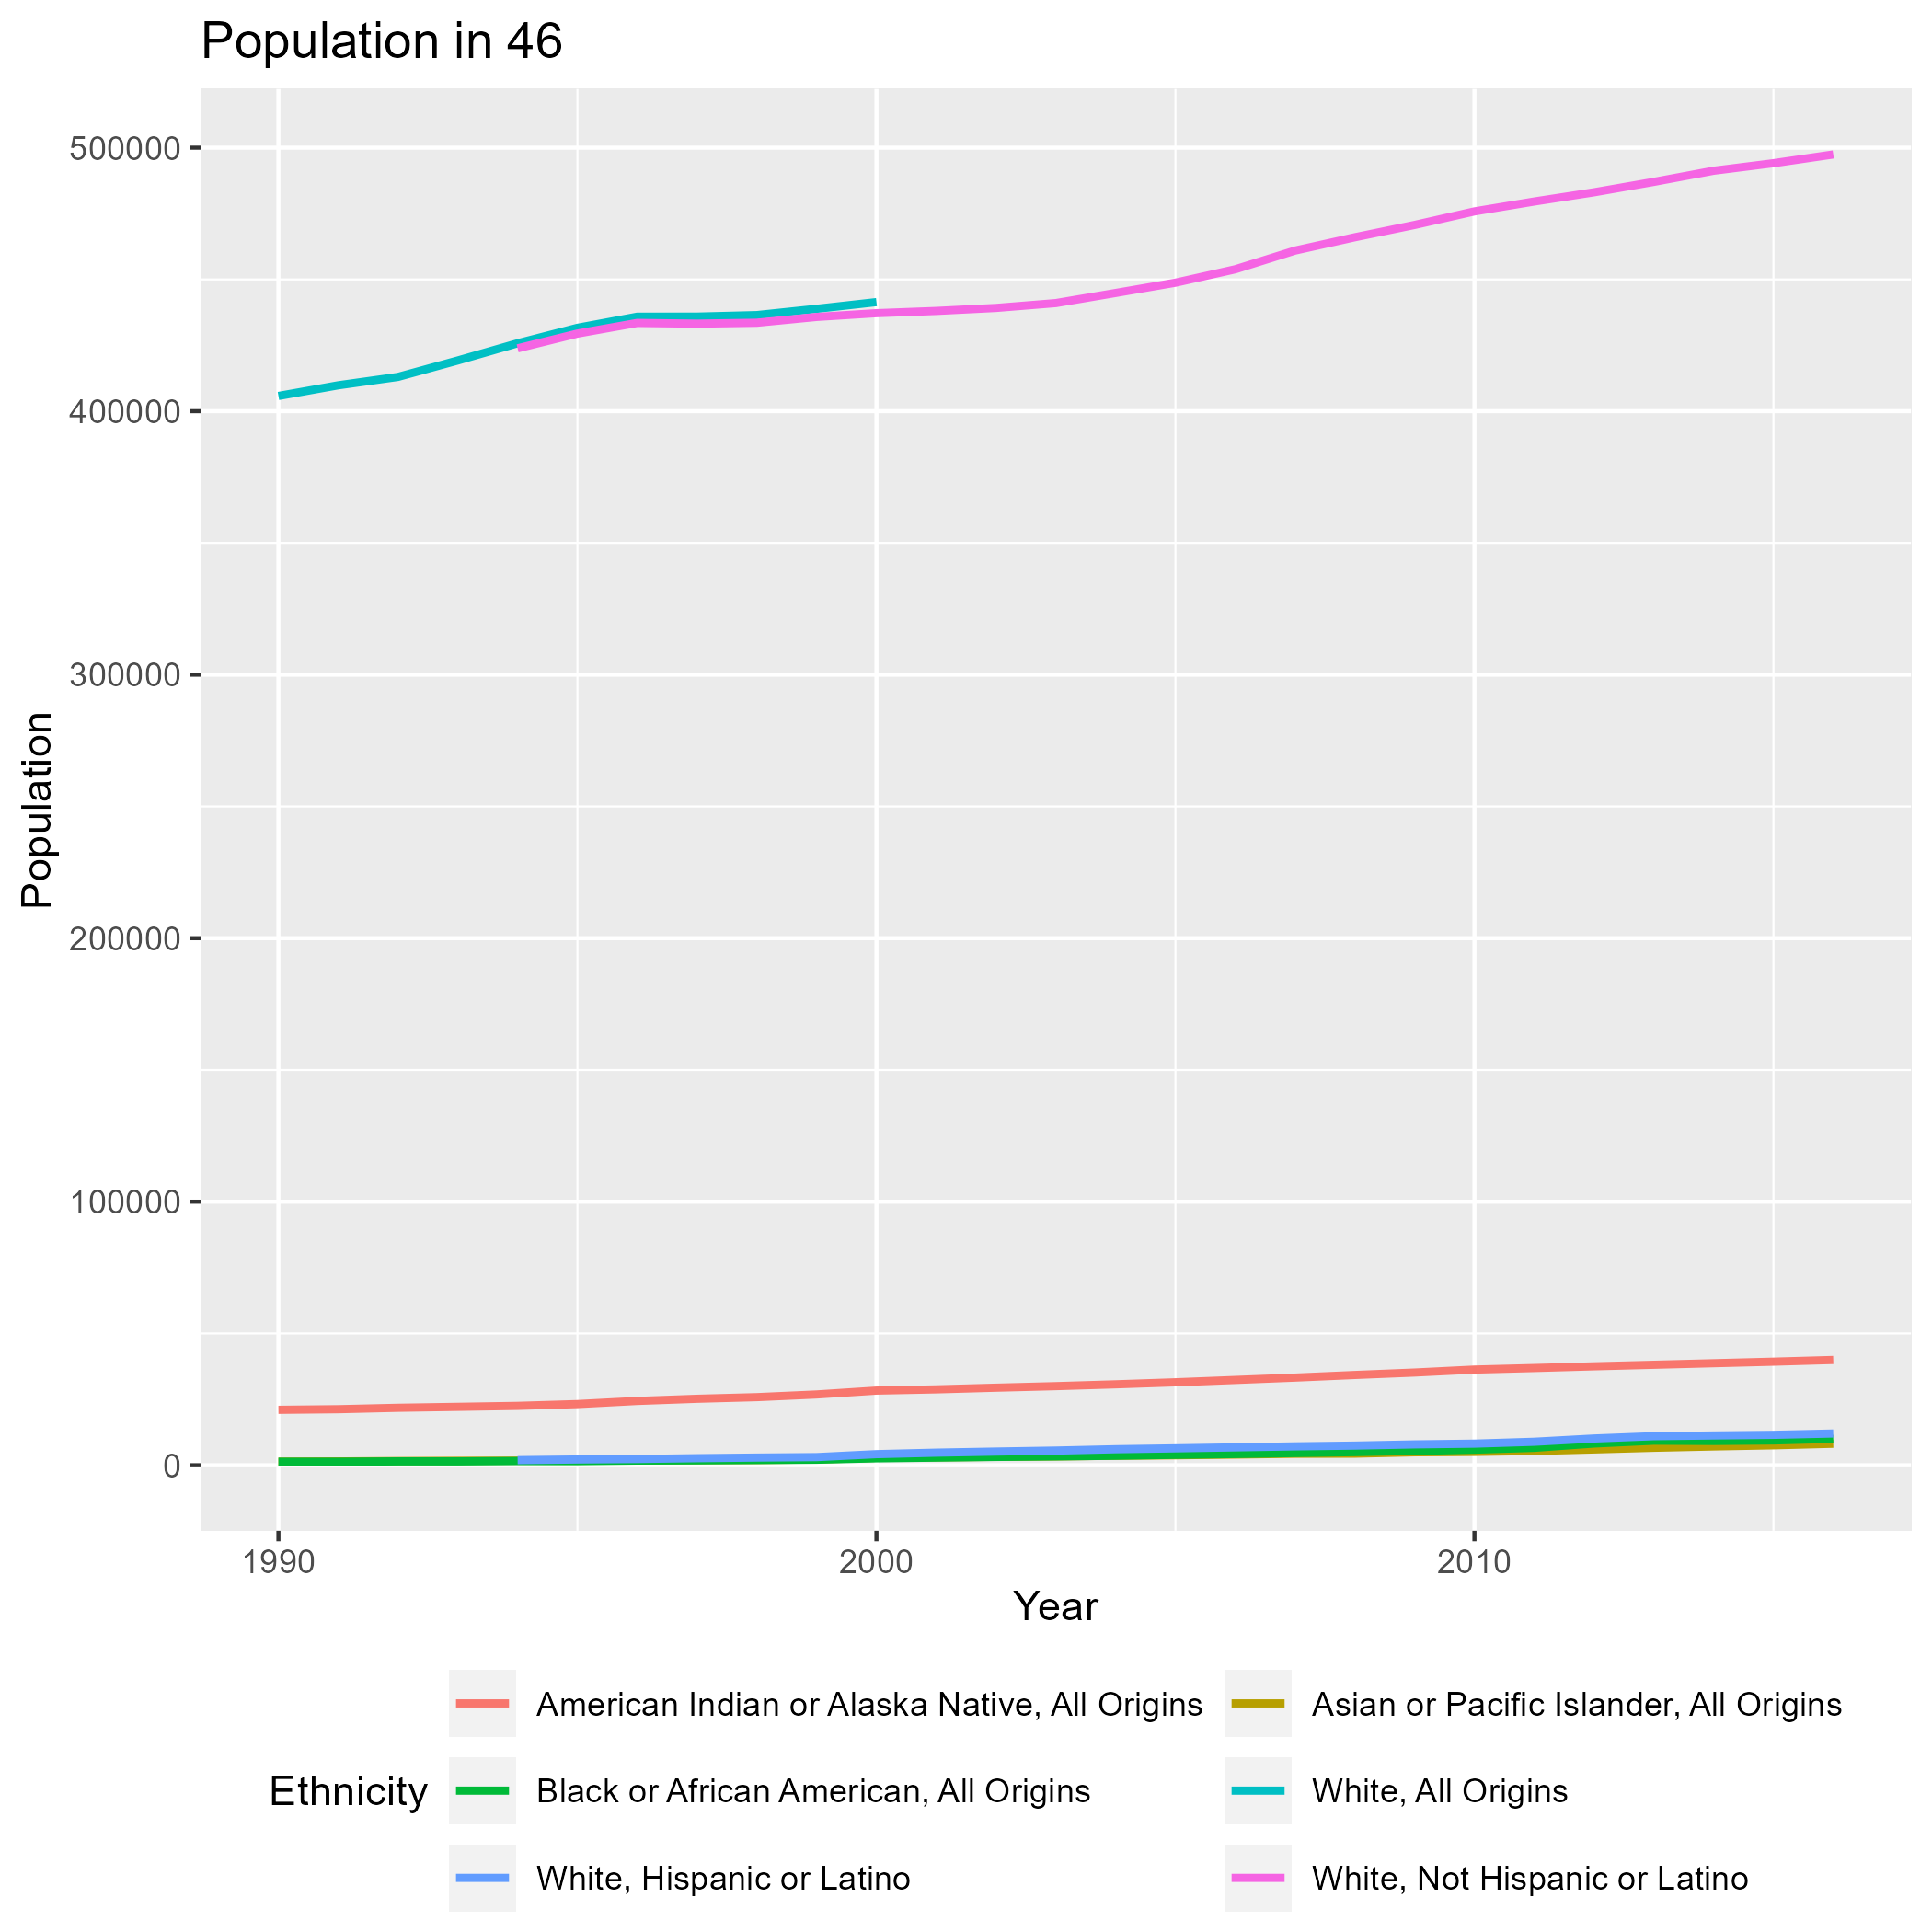 Population in 46
500000
400000
300000
200000
100000
0
Population
1990 2000 2010
Year
Ethnicity
American Indian or Alaska Native, All Origins
Asian or Pacific Islander, All Origins
Black or African American, All Origins
White, All Origins
White, Hispanic or Latino
White, Not Hispanic or Latino